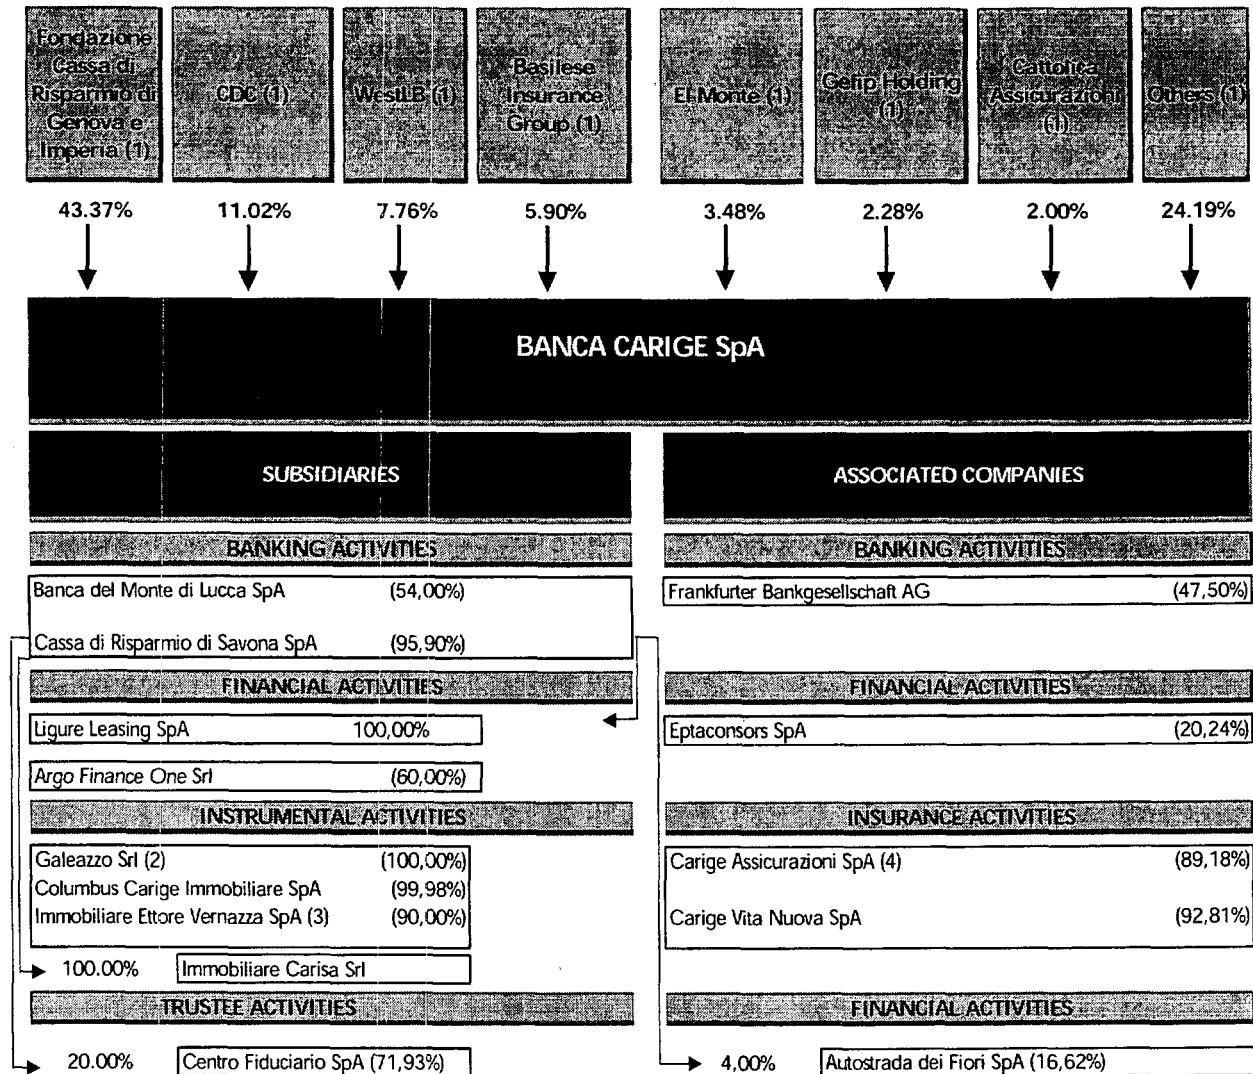 Fondazione
Cassa di
Risparmio di
Genova e
Imperia (1)
CDC (1)
WestLB (1)
Basilese
Insurance
Group (1)
El Monte (1)
Gefip Holding
(1)
Cattolica
Assicurazioni
(1)
Others (1)
43.37% 11.02% 7.76% 5.90% 3.48% 2.28% 2.00% 24.19%
BANCA CARIGE SpA
SUBSIDIARIES
ASSOCIATED COMPANIES
BANKING ACTIVITIES
BANKING ACTIVITIES
Banca del Monte di Lucca SpA (54,00%)
Frankfurter Bankgesellschaft AG (47,50%)
Cassa di Risparmio di Savona SpA (95,90%)
FINANCIAL ACTIVITIES
FINANCIAL ACTIVITIES
Ligure Leasing SpA 100,00%
Eptaconsors SpA (20,24%)
Argo Finance One Srl (60,00%)
INSTRUMENTAL ACTIVITIES
INSURANCE ACTIVITIES
Galeazzo Srl (2) (100,00%)
Carige Assicurazioni SpA (4) (89,18%)
Columbus Carige Immobiliare SpA (99,98%)
Immobiliare Ettore Vernazza SpA (3) (90,00%)
Carige Vita Nuova SpA (92,81%)
100.00% Immobiliare Carisa Srl
TRUSTEE ACTIVITIES
FINANCIAL ACTIVITIES
20.00% Centro Fiduciario SpA (71,93%)
4,00% Autostrada dei Fiori SpA (16,62%)